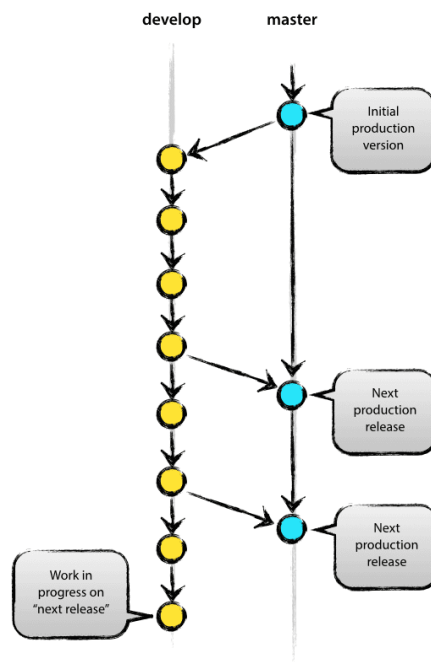 develop
master
Initial
production
version
Next
production
release
Next
production
release
Work in
progress on
“next release”